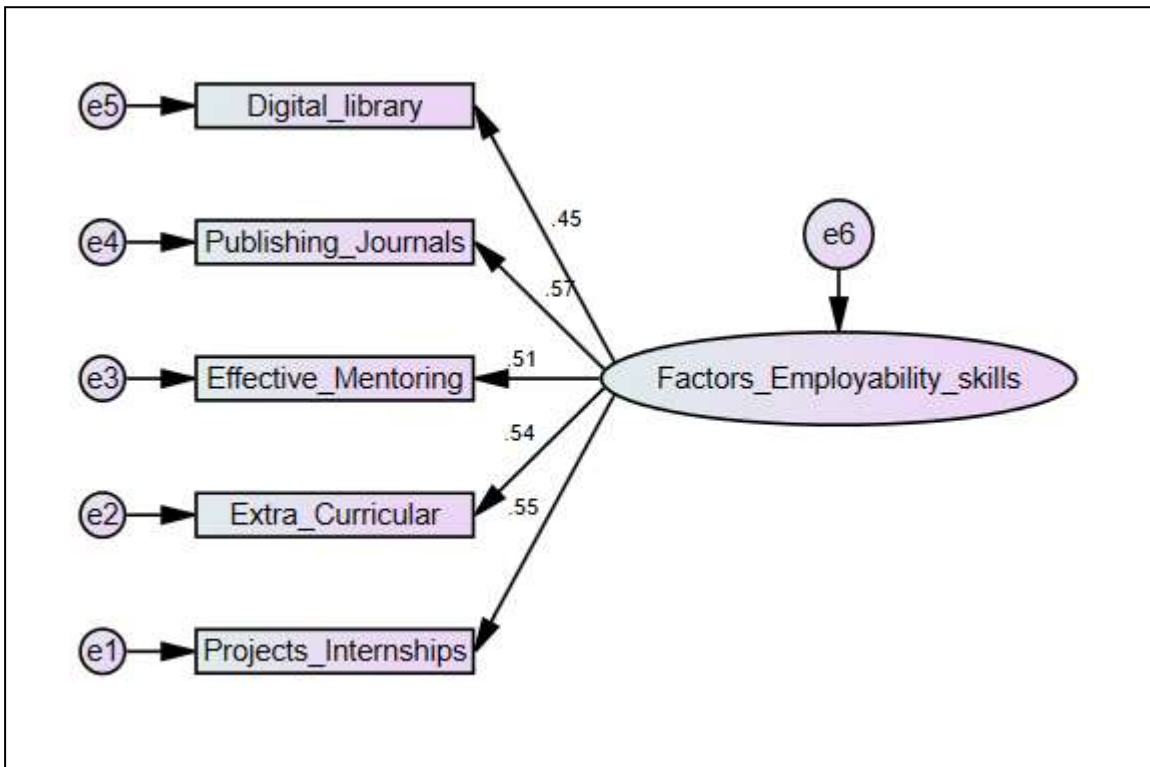 e5
Digital_library
.45
e4
Publishing_Journals
.57
e6
e3
Effective_Mentoring
.51
Factors_Employability_skills
.54
e2
Extra_Curricular
.55
e1
Projects_Internships